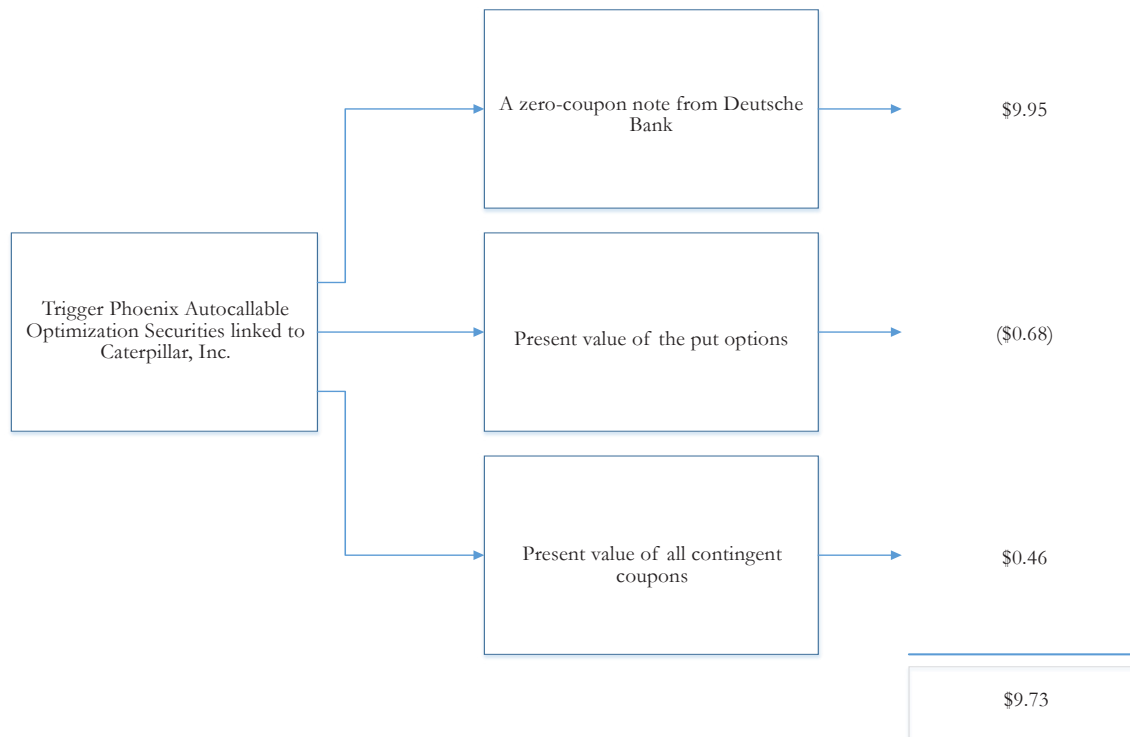 A zero-coupon note from Deutsche
Bank
$9.95
Trigger Phoenix Autocallable
Optimization Securities linked to
Caterpillar, Inc.
Present value of the put options
($0.68)
Present value of all contingent
coupons
$0.46
$9.73